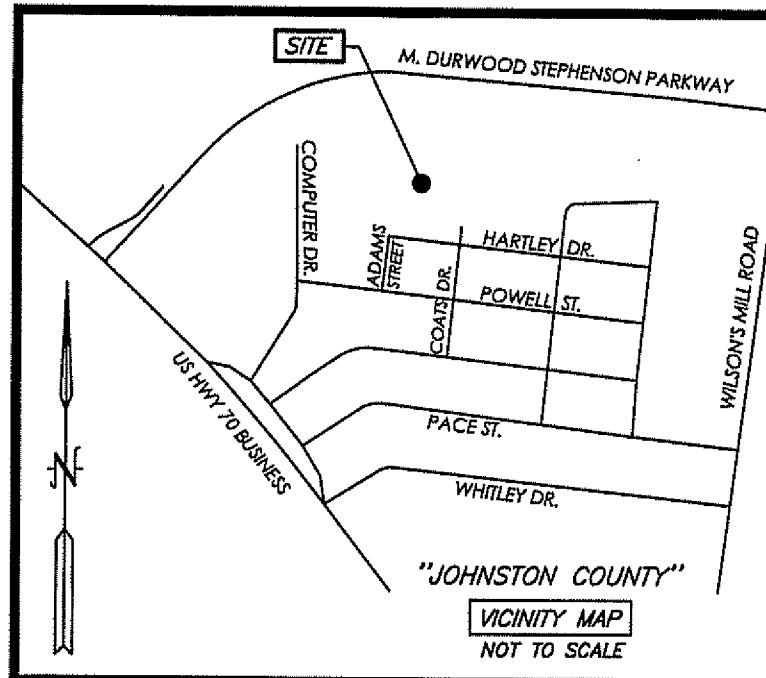 SITE
M. DURWOOD STEPHENSON PARKWAY
COMPUTER DR.
ADAMS
STREET
HARTLEY DR.
COATS DR.
POWELL ST.
WILSON'S MILL ROAD
US HWY 70 BUSINESS
PACE ST.
WHITLEY DR.
N
"JOHNSTON COUNTY"
VICINITY MAP
NOT TO SCALE